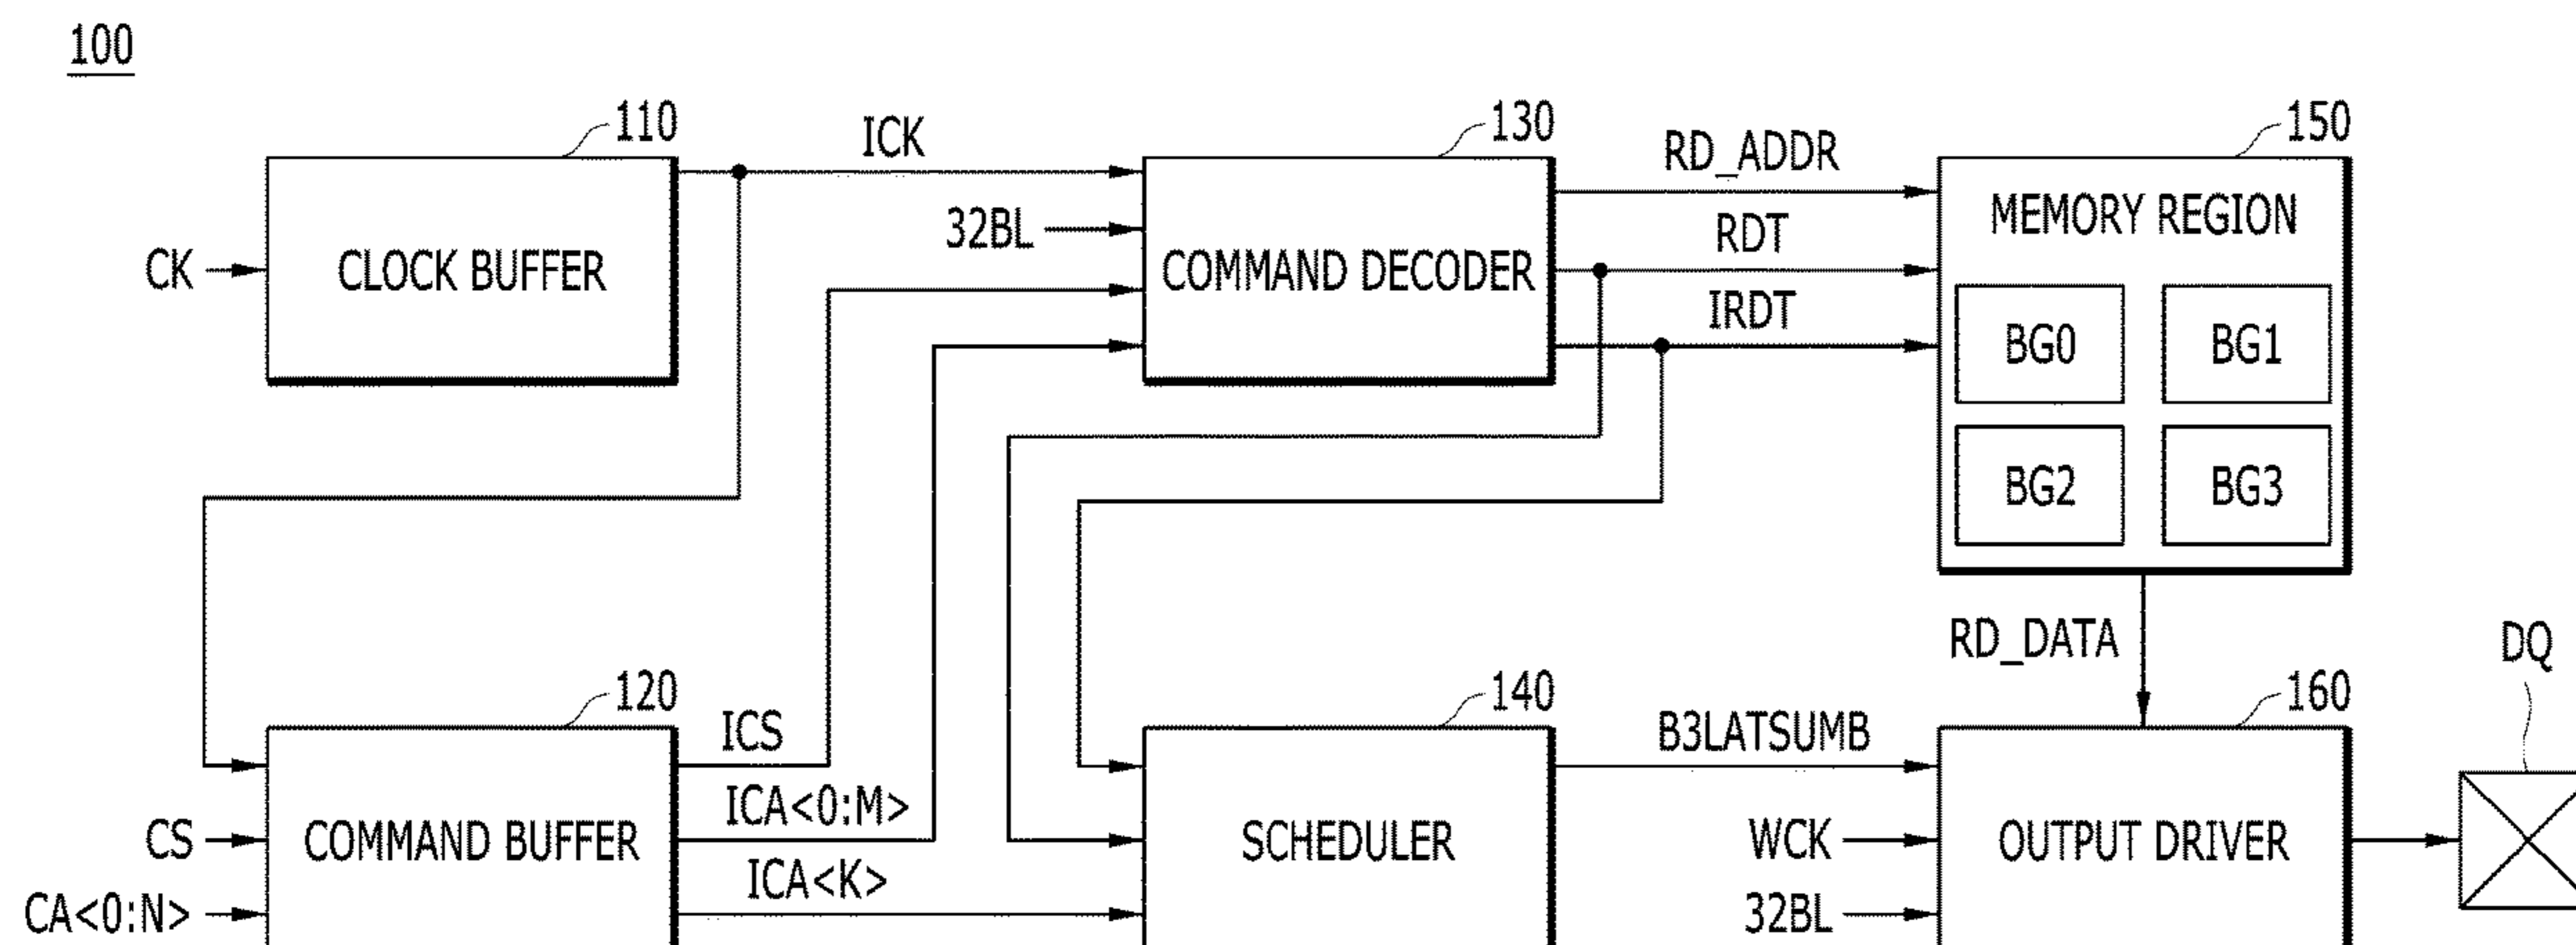 100
110
ICK
130
RD_ADDR
150
CK
CLOCK BUFFER
32BL
COMMAND DECODER
RDT
IRDT
MEMORY REGION
BG0
BG1
BG2
BG3
RD_DATA
DQ
120
ICS
140
B3LATSUMB
160
CS
CA<0:N>
COMMAND BUFFER
ICA<0:M>
ICA<K>
SCHEDULER
WCK
32BL
OUTPUT DRIVER